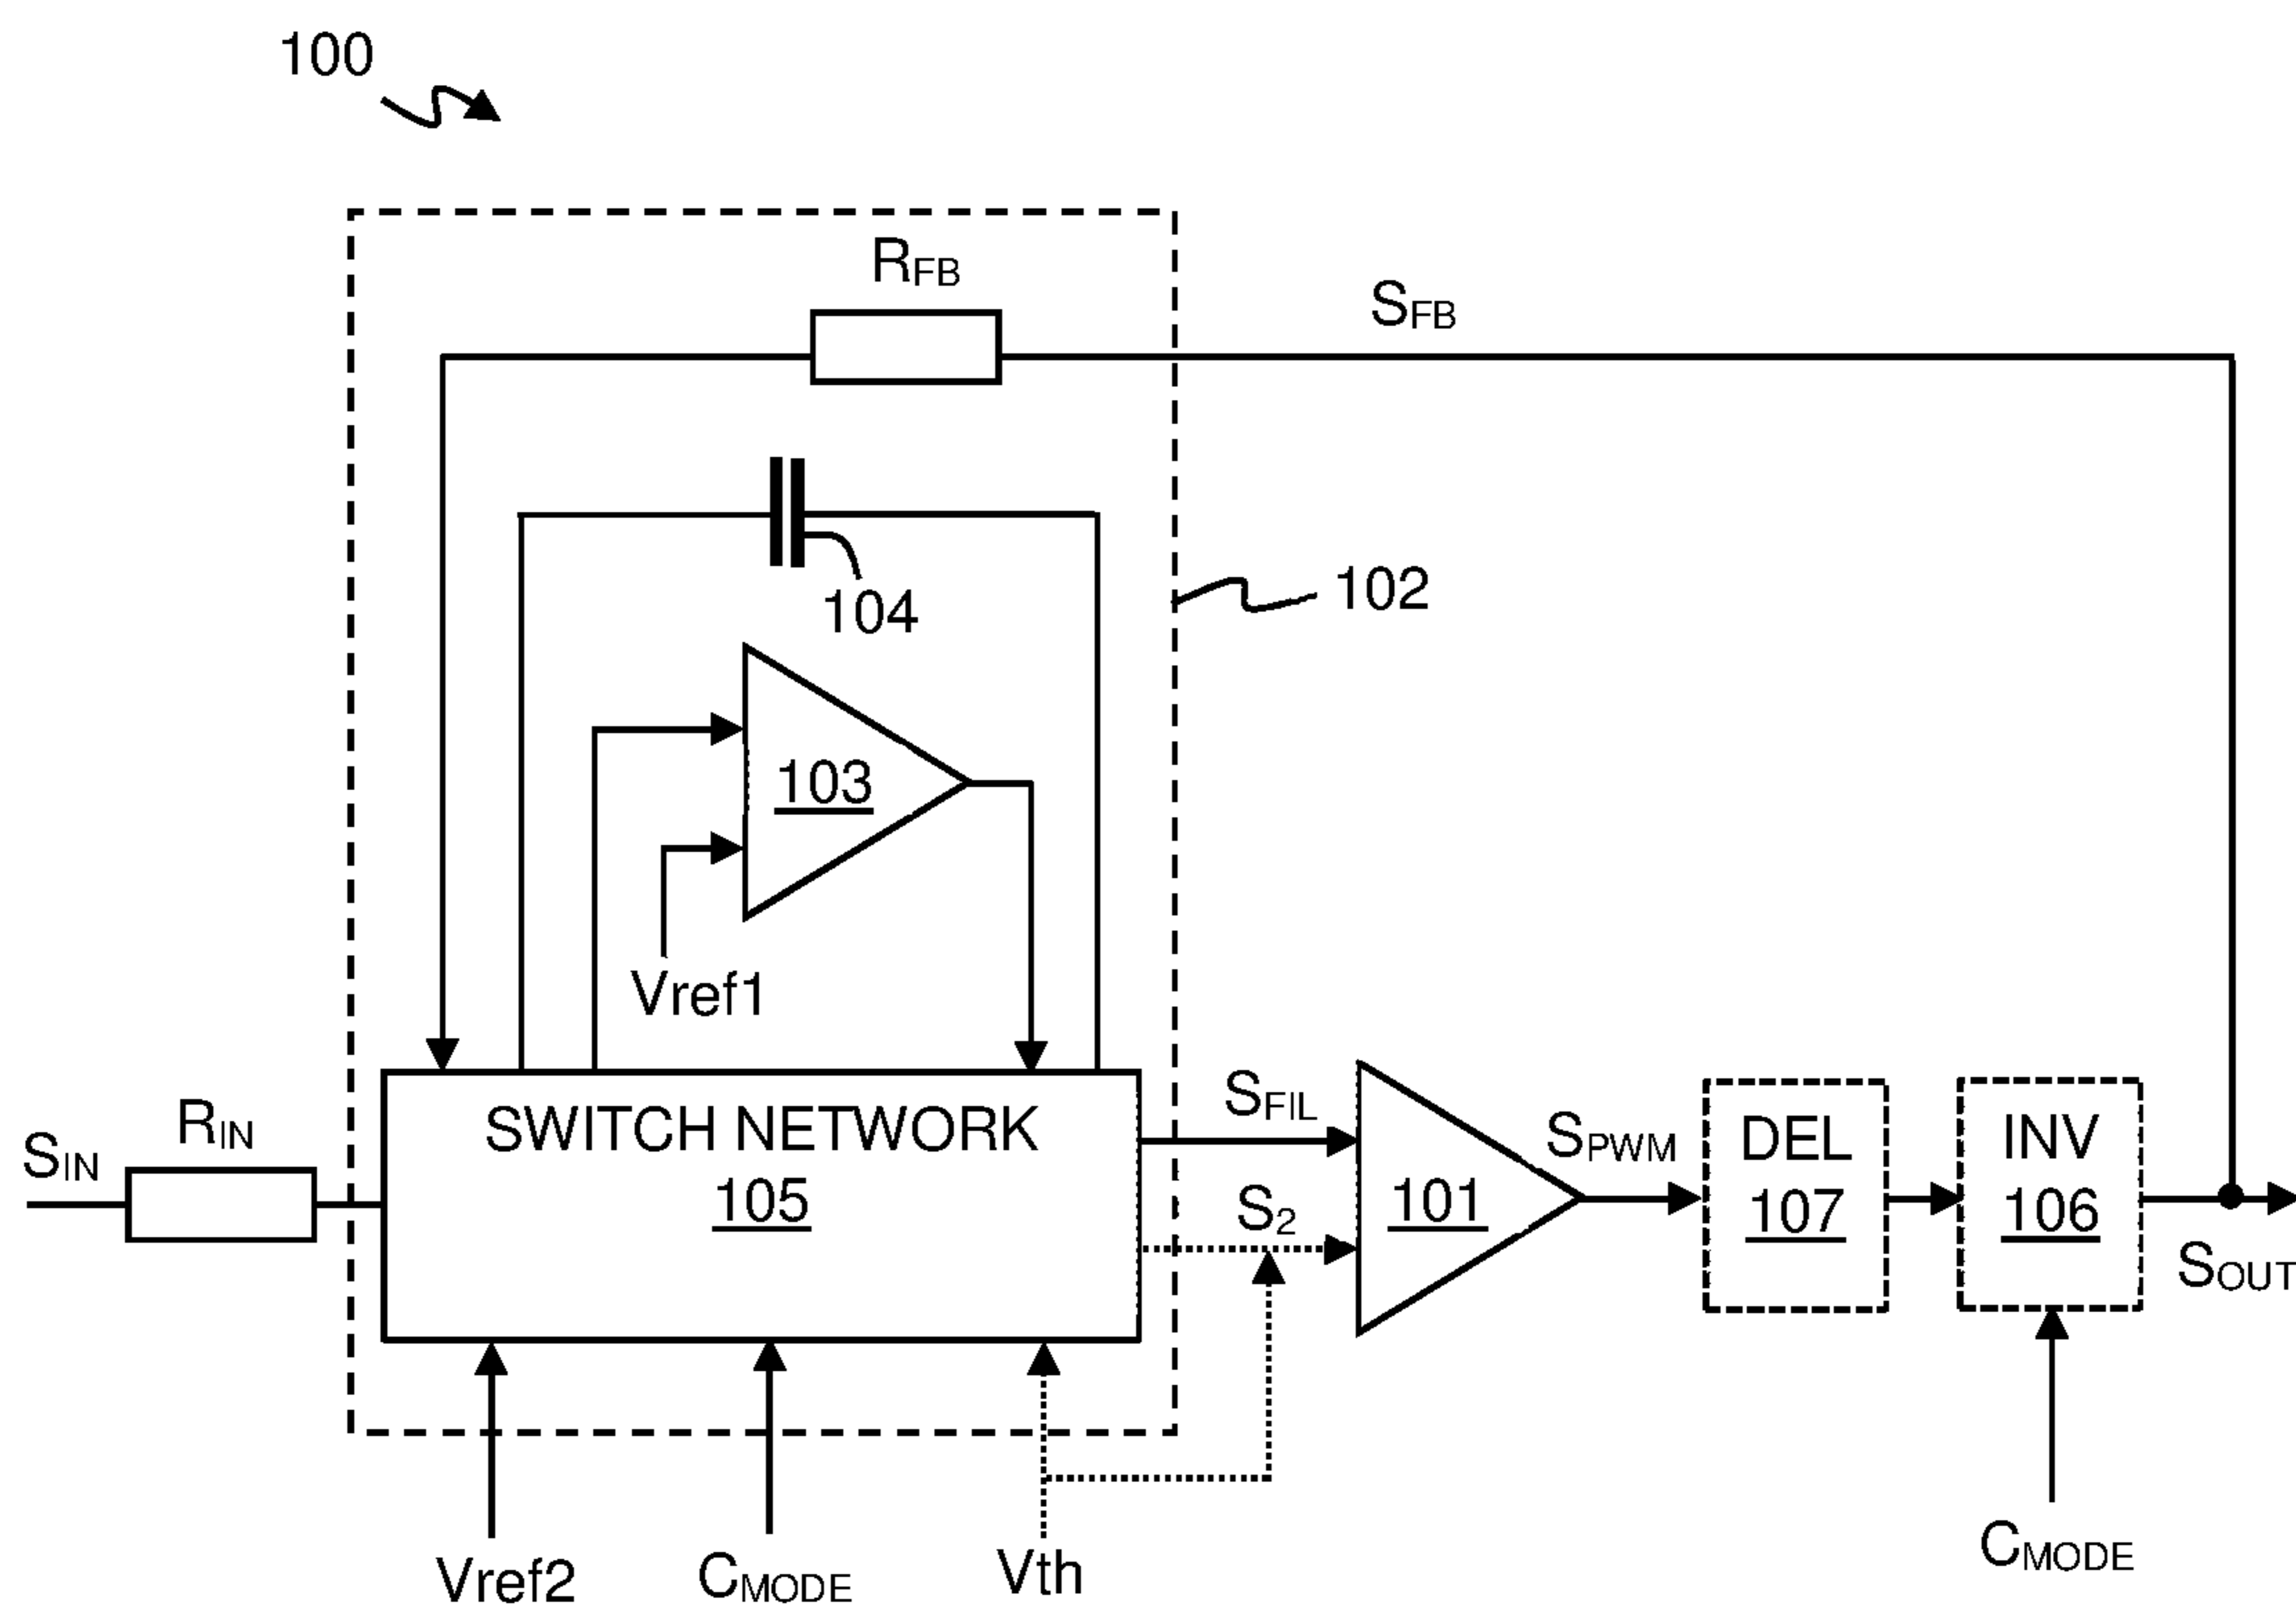 100
RFB
SFB
104
102
103
Vref1
SIN
RIN
SWITCH NETWORK
105
SFIL
S2
101
SPWM
DEL
107
INV
106
SOUT
Vref2
CMODE
Vth
CMODE